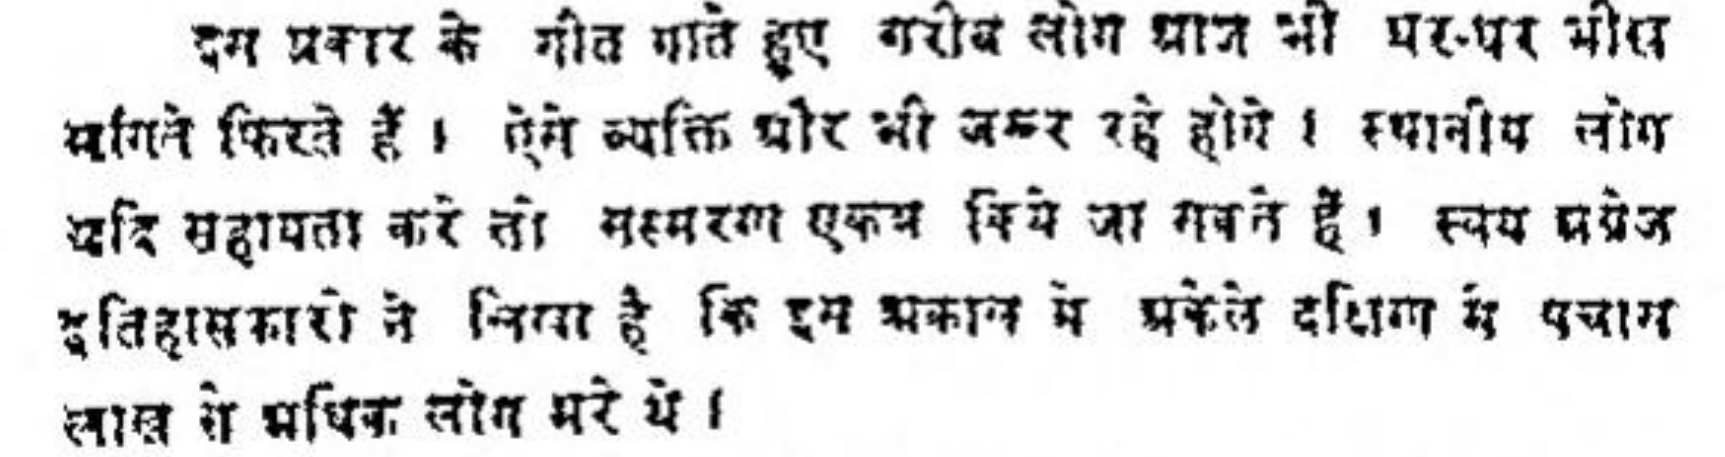 इस प्रकार के गीत गाते हुए गरीब लोग आज भी घर-घर भीख
मांगते फिरते हैं । ऐसे व्यक्ति और भी जरूर रहे होंगे । स्थानीय लोग
यदि सहायता करें तो संस्मरण एकत्र किये जा सकते हैं । स्वयं अंग्रेज
इतिहासकारों ने लिखा है कि इस अकाल में अकेले दक्षिण में पचास
लाख से अधिक लोग मरे थे ।